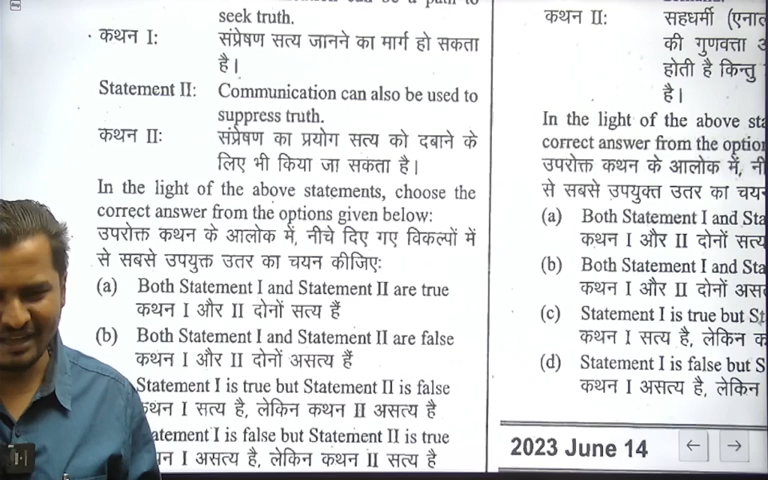 seek truth.
· कथन I: संप्रेषण सत्य जानने का मार्ग हो सकता
है।
Statement II: Communication can also be used to
suppress truth.
कथन II: संप्रेषण का प्रयोग सत्य को दबाने के
लिए भी किया जा सकता है।
In the light of the above statements, choose the
correct answer from the options given below:
उपरोक्त कथन के आलोक में, नीचे दिए गए विकल्पों में
से सबसे उपयुक्त उतर का चयन कीजिए:
(a) Both Statement I and Statement II are true
कथन I और II दोनों सत्य हैं
(b) Both Statement I and Statement II are false
कथन I और II दोनों असत्य हैं
Statement I is true but Statement II is false
कथन I सत्य है, लेकिन कथन II असत्य है
atement I is false but Statement II is true
I असत्य है, लेकिन कथन II सत्य है
कथन II: सहधर्मी
की गुणवत्ता
होती है किन्तु
है।
In the light of the above
correct answer from the
उपरोक्त कथन के आलोक में,
से सबसे उपयुक्त उतर का
(a) Both Statement I and
कथन I और II दोनों सत्य
(b) Both Statement I and
कथन I और II दोनों
(c) Statement I is true but
कथन I सत्य है, लेकिन
(d) Statement I is false but
कथन I असत्य है, लेकिन
2023 June 14